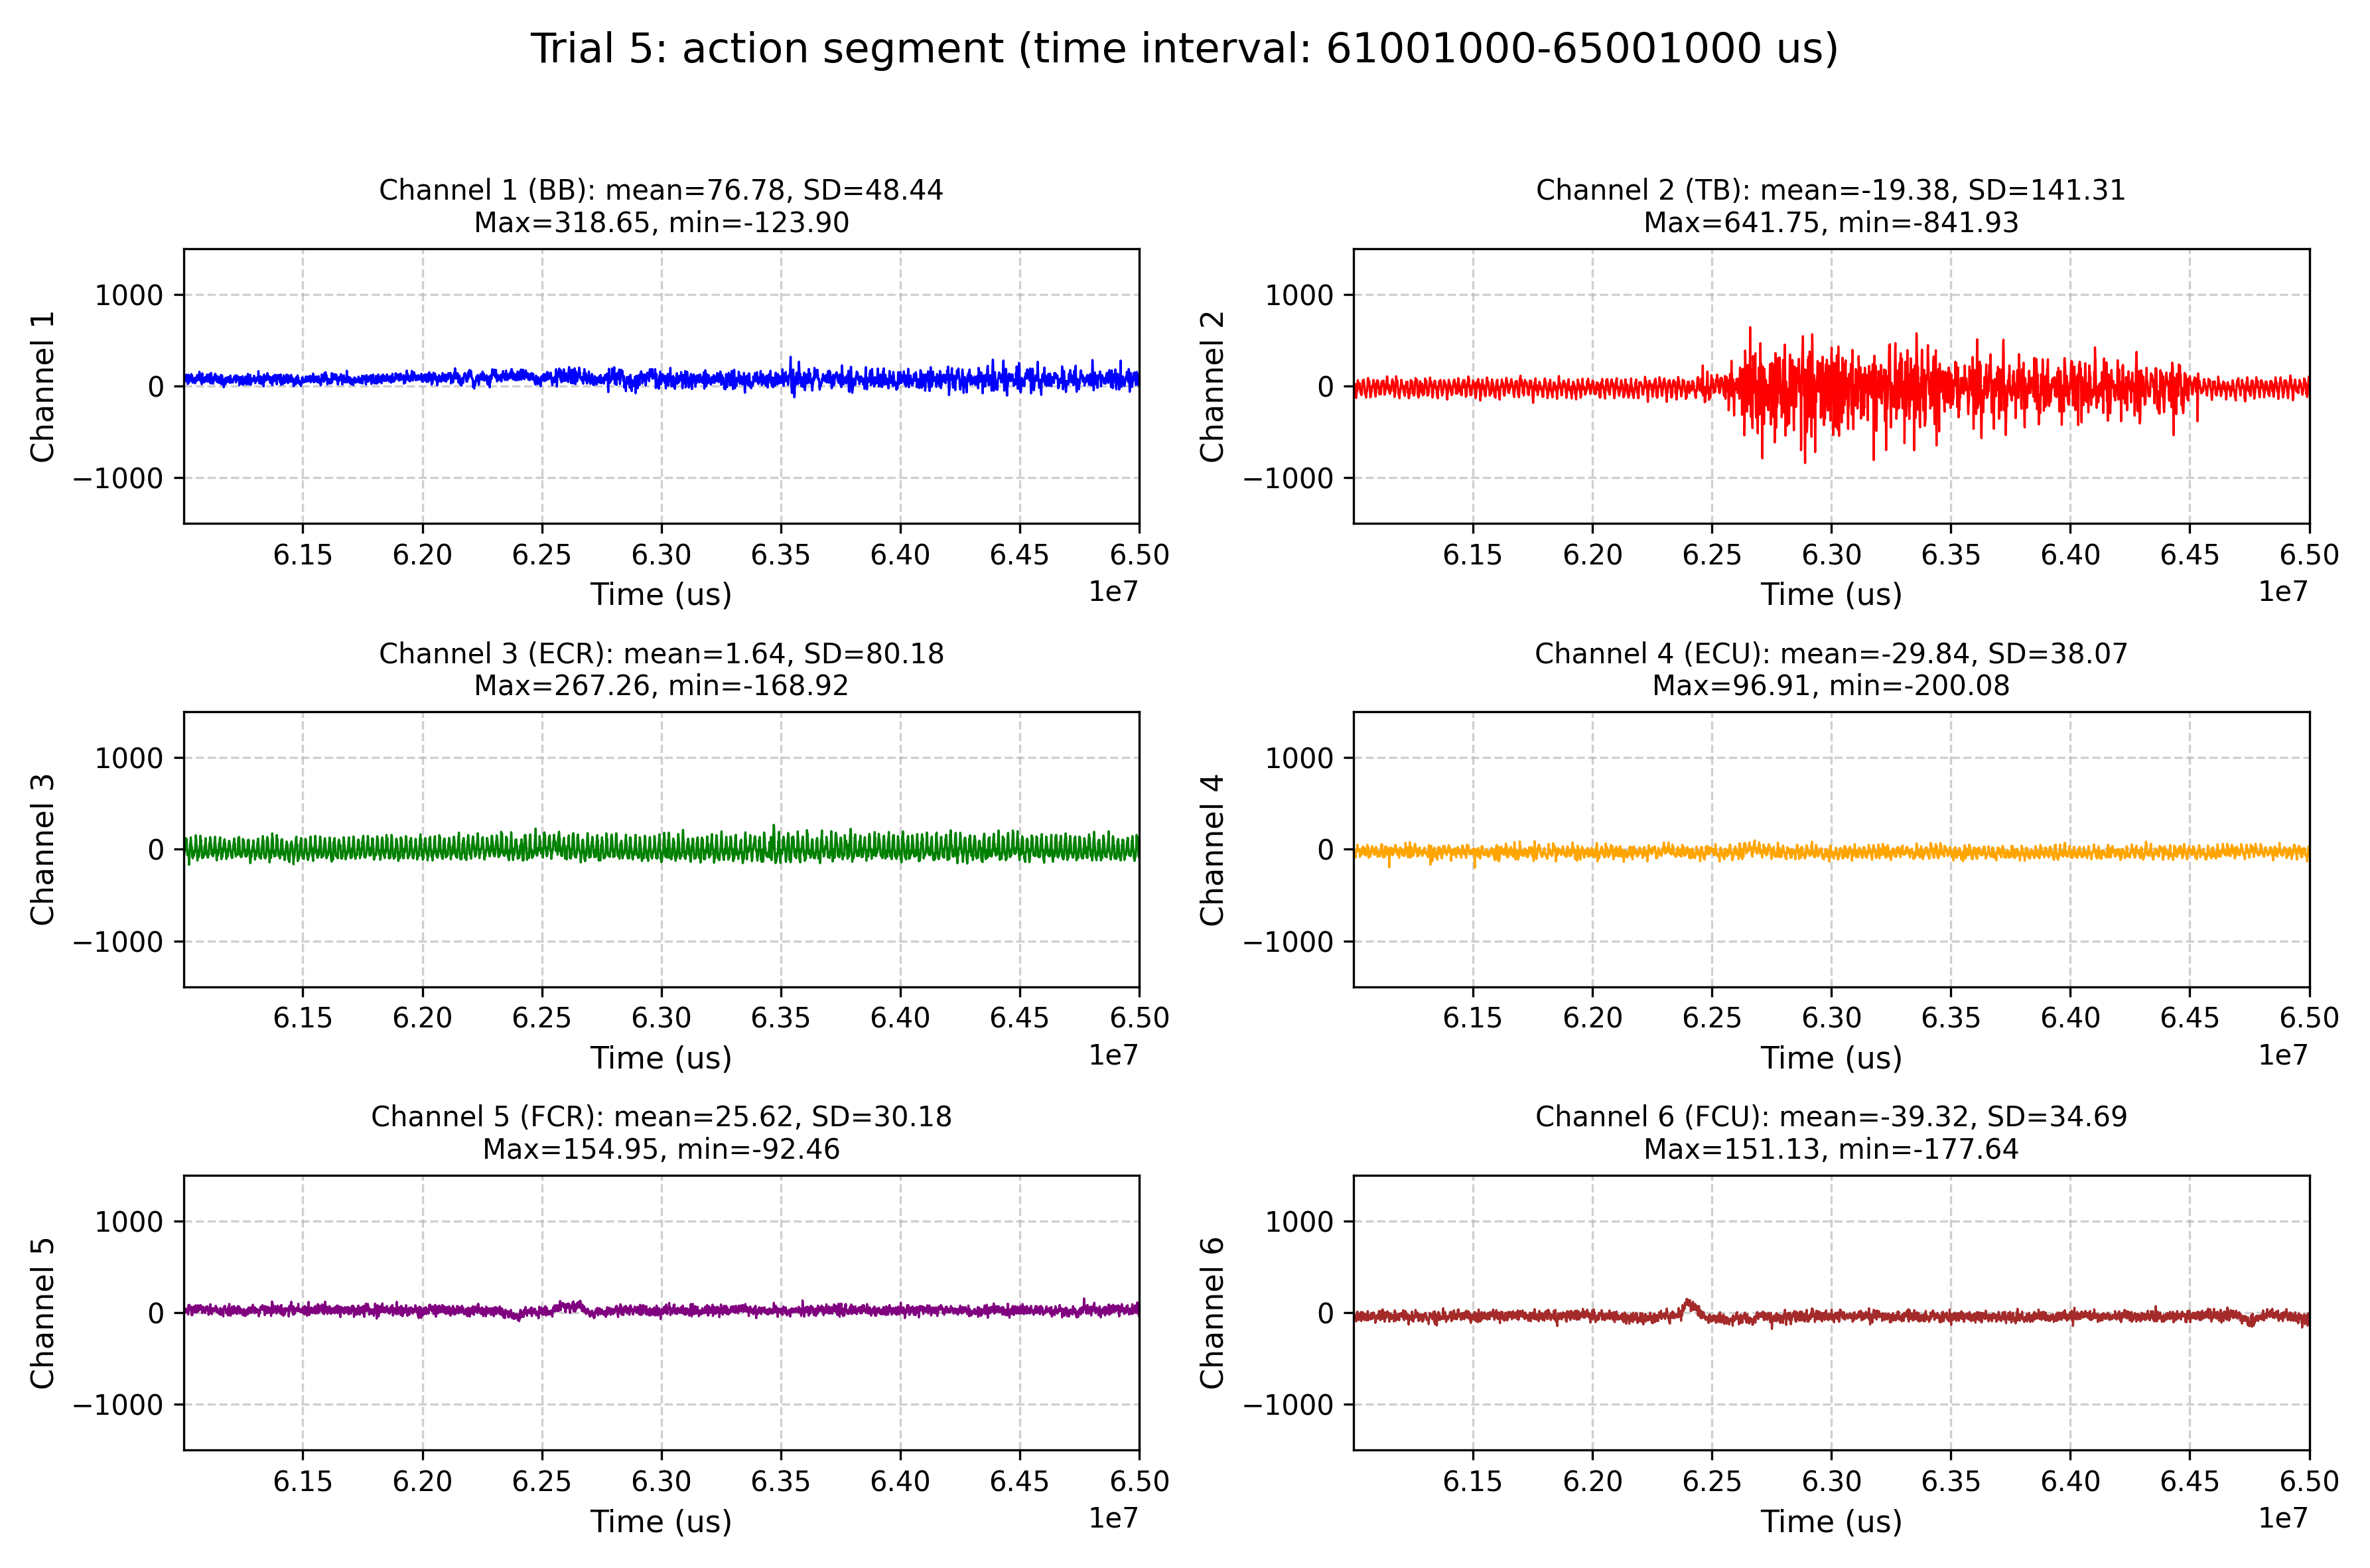 Trial 5: action segment (time interval: 61001000-65001000 us)
Channel 1 (BB): mean=76.78, SD=48.44
Max=318.65, min=-123.90
Channel 1
1000
0
−1000
6.15 6.20 6.25 6.30 6.35 6.40 6.45 6.50
Time (us)
1e7
Channel 2 (TB): mean=-19.38, SD=141.31
Max=641.75, min=-841.93
Channel 2
1000
0
−1000
6.15 6.20 6.25 6.30 6.35 6.40 6.45 6.50
Time (us)
1e7
Channel 3 (ECR): mean=1.64, SD=80.18
Max=267.26, min=-168.92
Channel 3
1000
0
−1000
6.15 6.20 6.25 6.30 6.35 6.40 6.45 6.50
Time (us)
1e7
Channel 4 (ECU): mean=-29.84, SD=38.07
Max=96.91, min=-200.08
Channel 4
1000
0
−1000
6.15 6.20 6.25 6.30 6.35 6.40 6.45 6.50
Time (us)
1e7
Channel 5 (FCR): mean=25.62, SD=30.18
Max=154.95, min=-92.46
Channel 5
1000
0
−1000
6.15 6.20 6.25 6.30 6.35 6.40 6.45 6.50
Time (us)
1e7
Channel 6 (FCU): mean=-39.32, SD=34.69
Max=151.13, min=-177.64
Channel 6
1000
0
−1000
6.15 6.20 6.25 6.30 6.35 6.40 6.45 6.50
Time (us)
1e7